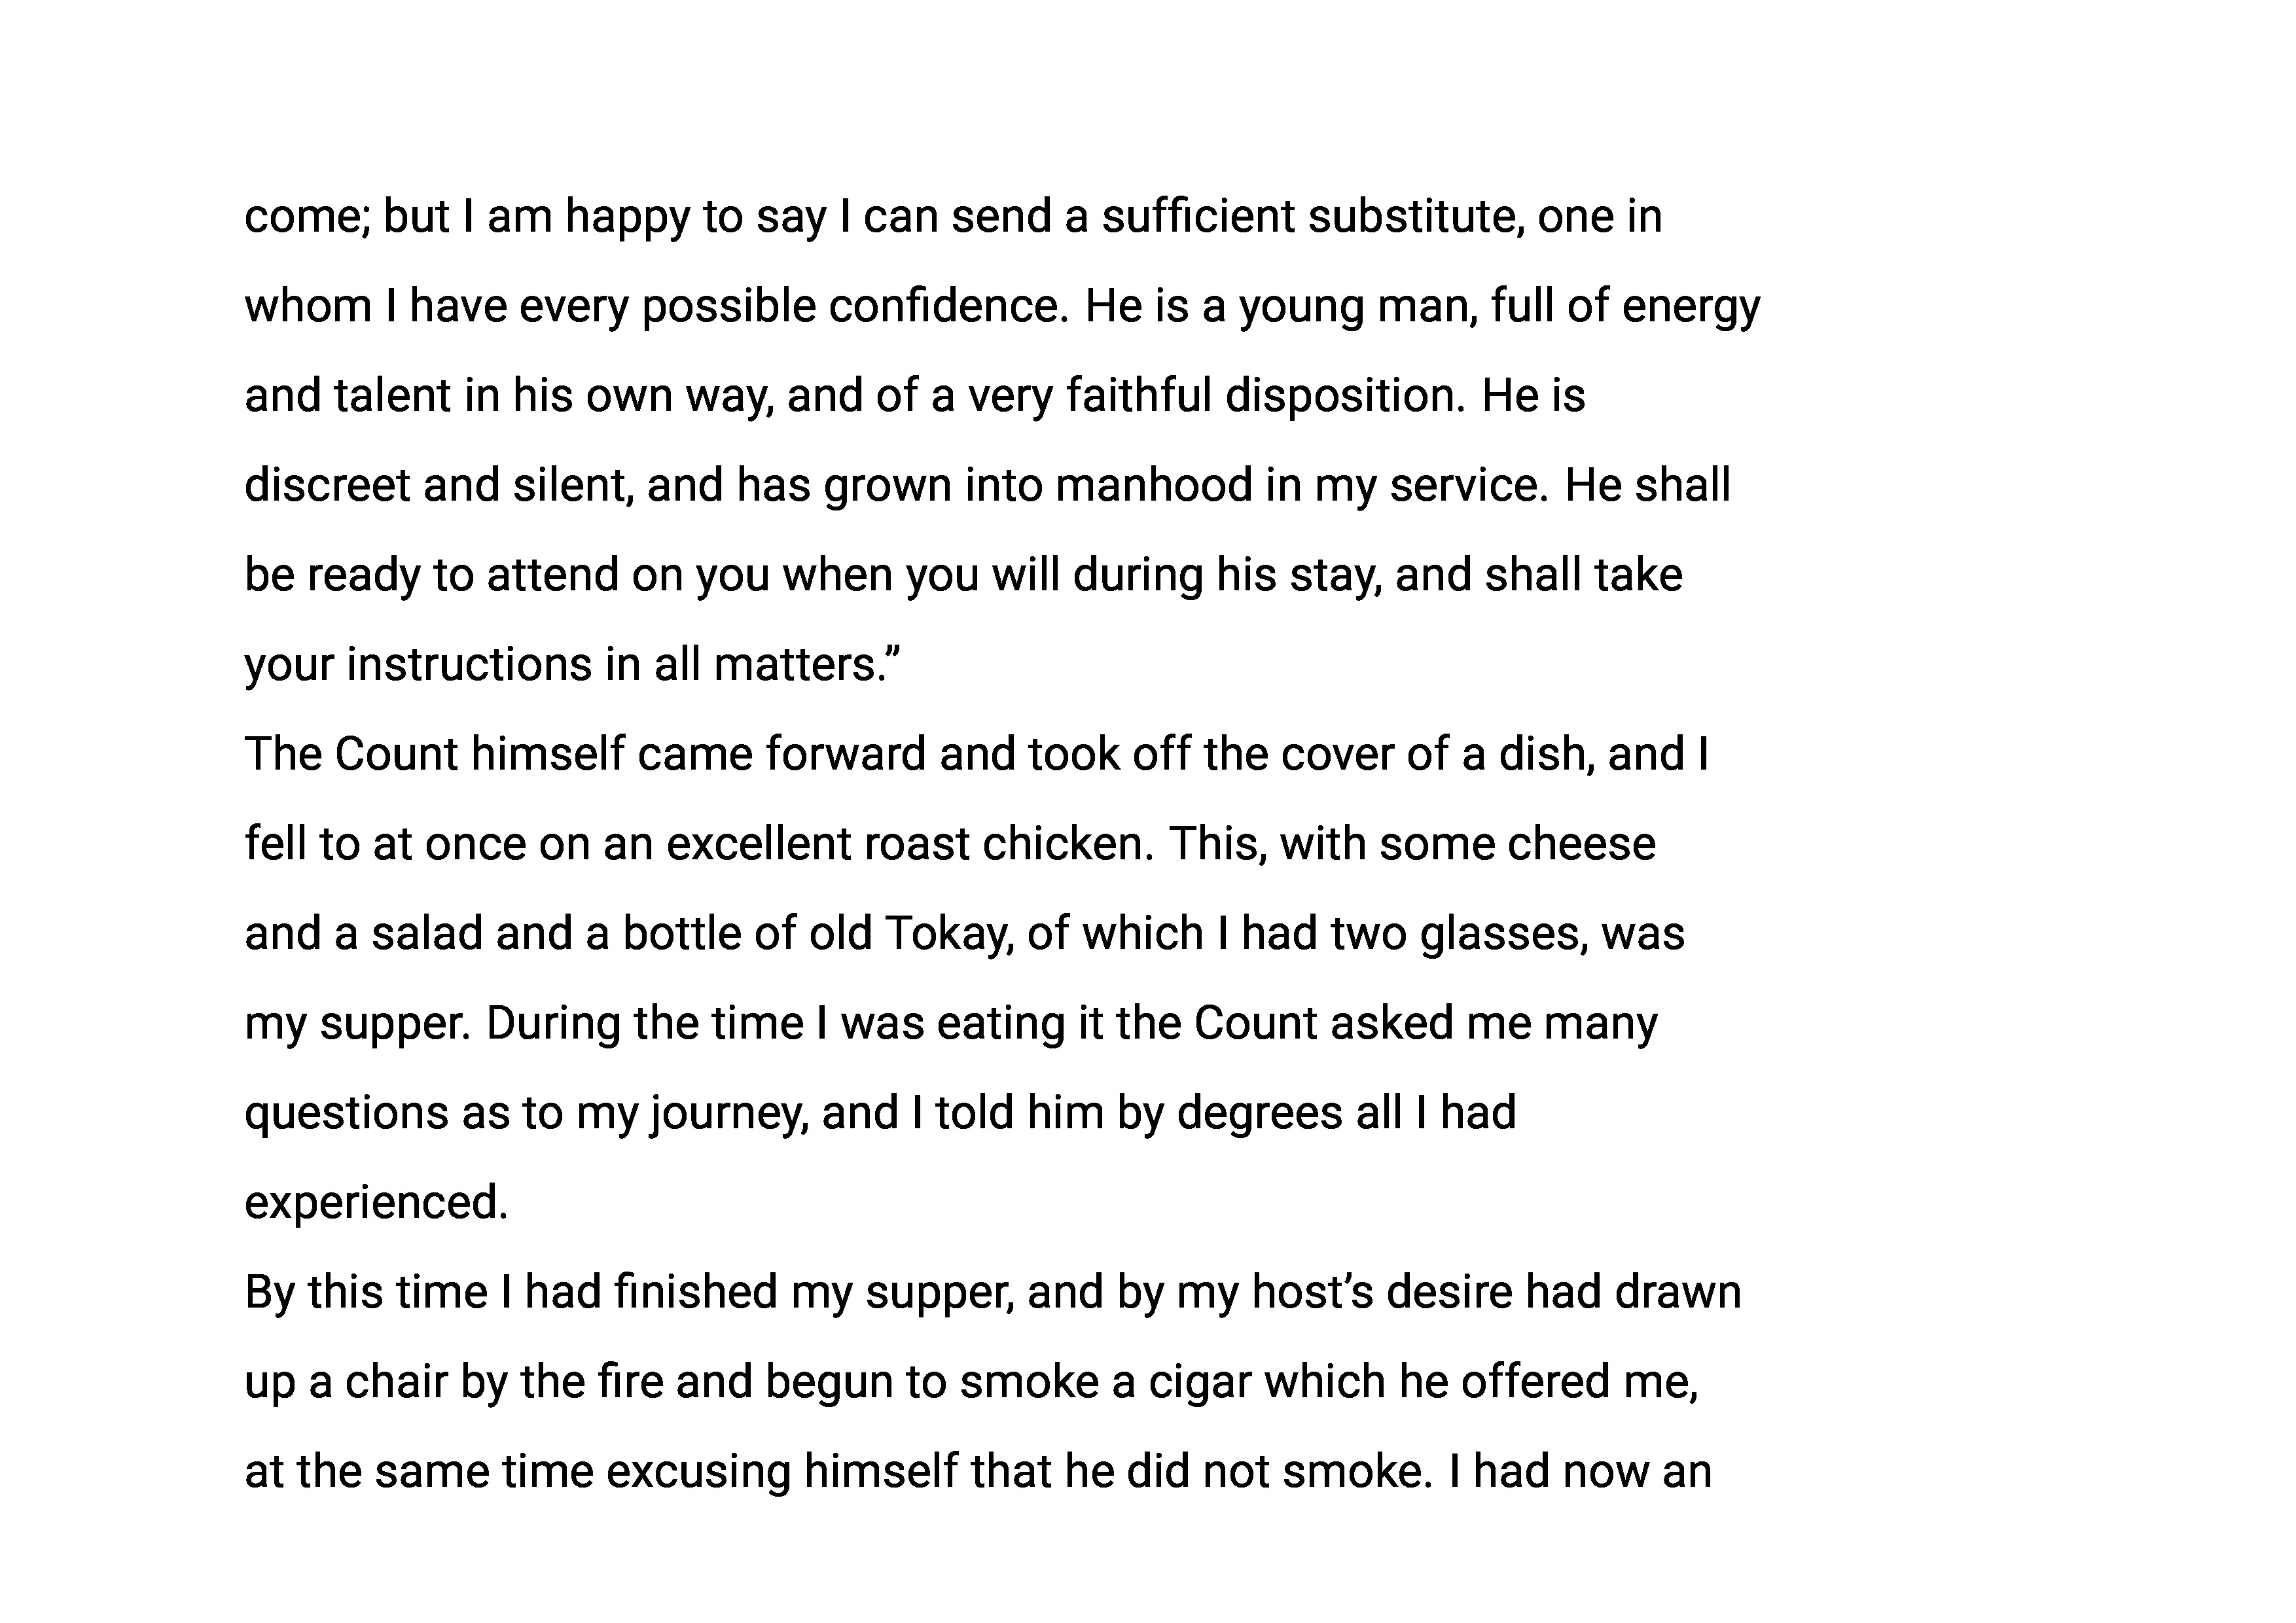 come; but I am happy to say I can send a sufficient substitute, one in
whom I have every possible confidence. He is a young man, full of energy
and talent in his own way, and of a very faithful disposition. He is
discreet and silent, and has grown into manhood in my service. He shall
be ready to attend on you when you will during his stay, and shall take
your instructions in all matters.”
The Count himself came forward and took off the cover of a dish, and I
fell to at once on an excellent roast chicken. This, with some cheese
and a salad and a bottle of old Tokay, of which I had two glasses, was
my supper. During the time I was eating it the Count asked me many
questions as to my journey, and I told him by degrees all I had
experienced.
By this time I had finished my supper, and by my host’s desire had drawn
up a chair by the fire and begun to smoke a cigar which he offered me,
at the same time excusing himself that he did not smoke. I had now an